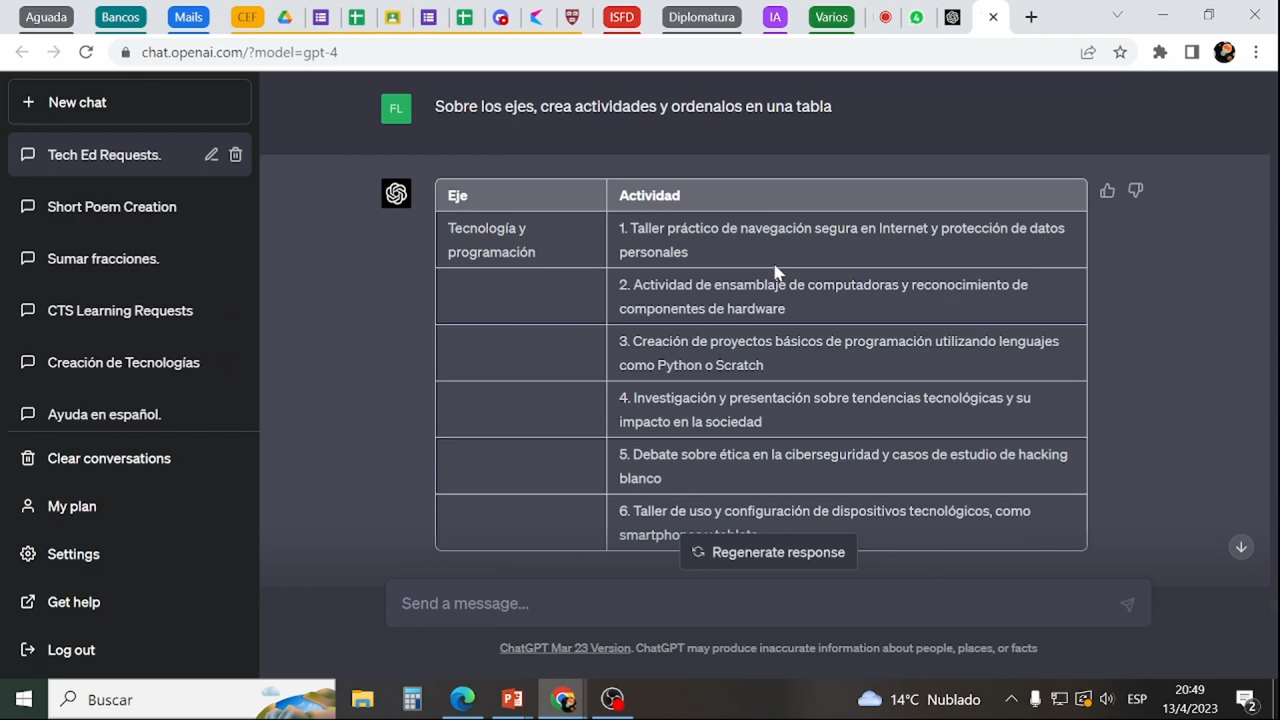 Aguada
Bancos
Mails
CEF
ISFD
Diplomatura
IA
Varios
4
chat.openai.com/?model=gpt-4
New chat
Tech Ed Requests.
Short Poem Creation
Sumar fracciones.
CTS Learning Requests
Creación de Tecnologías
Ayuda en español.
Clear conversations
My plan
Settings
Get help
Log out
FL
Sobre los ejes, crea actividades y ordenalos en una tabla
Eje
Actividad
Tecnología y
programación
1. Taller práctico de navegación segura en Internet y protección de datos
personales
2. Actividad de ensamblaje de computadoras y reconocimiento de
componentes de hardware
3. Creación de proyectos básicos de programación utilizando lenguajes
como Python o Scratch
4. Investigación y presentación sobre tendencias tecnológicas y su
impacto en la sociedad
5. Debate sobre ética en la ciberseguridad y casos de estudio de hacking
blanco
6. Taller de uso y configuración de dispositivos tecnológicos, como
Regenerate response
Send a message...
ChatGPT Mar 23 Version. ChatGPT may produce inaccurate information about people, places, or facts
Buscar
14°C Nublado
ESP
20:49
13/4/2023
2